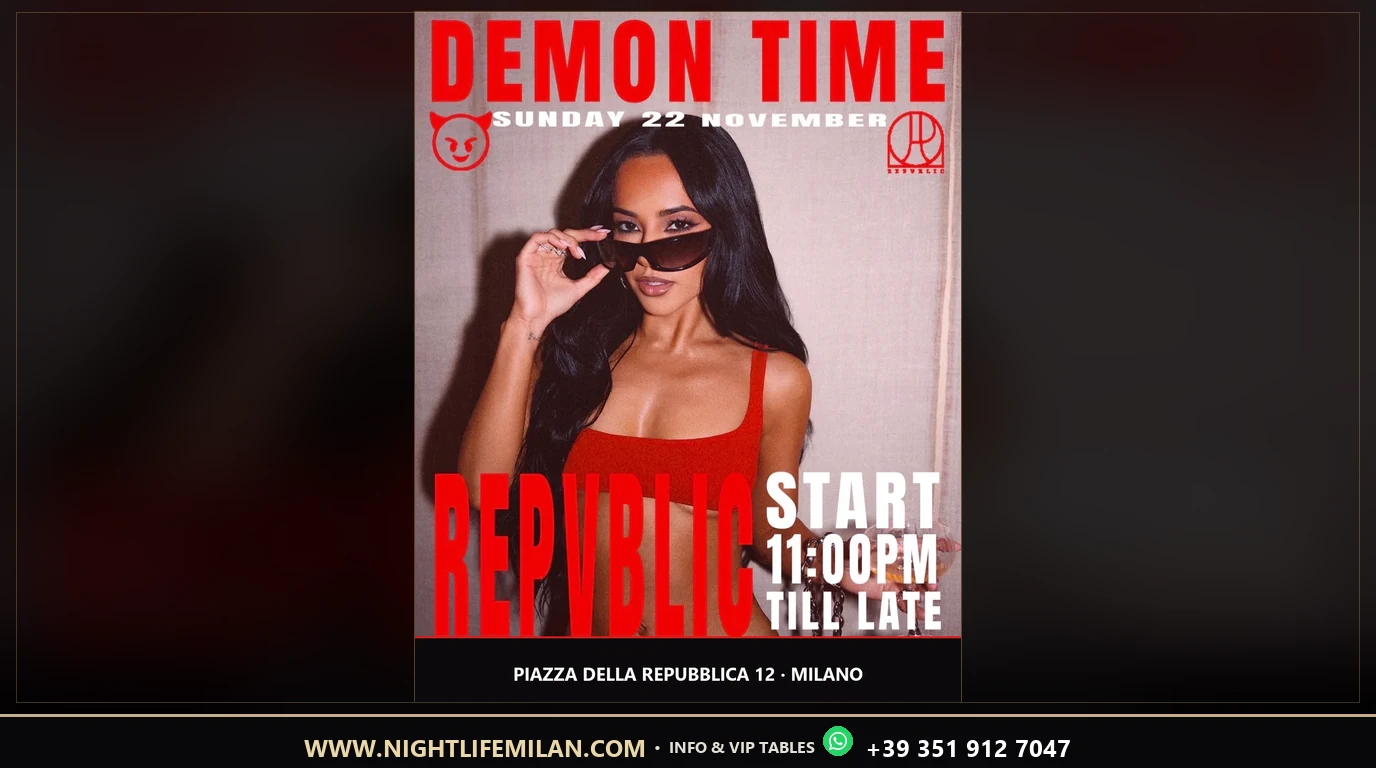 DEMON TIME
SUNDAY 22 NOVEMBER
REPVBLIC
REPVBLIC
START
11:00PM
TILL LATE
PIAZZA DELLA REPUBBLICA 12 · MILANO
WWW.NIGHTLIFEMILAN.COM · INFO & VIP TABLES +39 351 912 7047